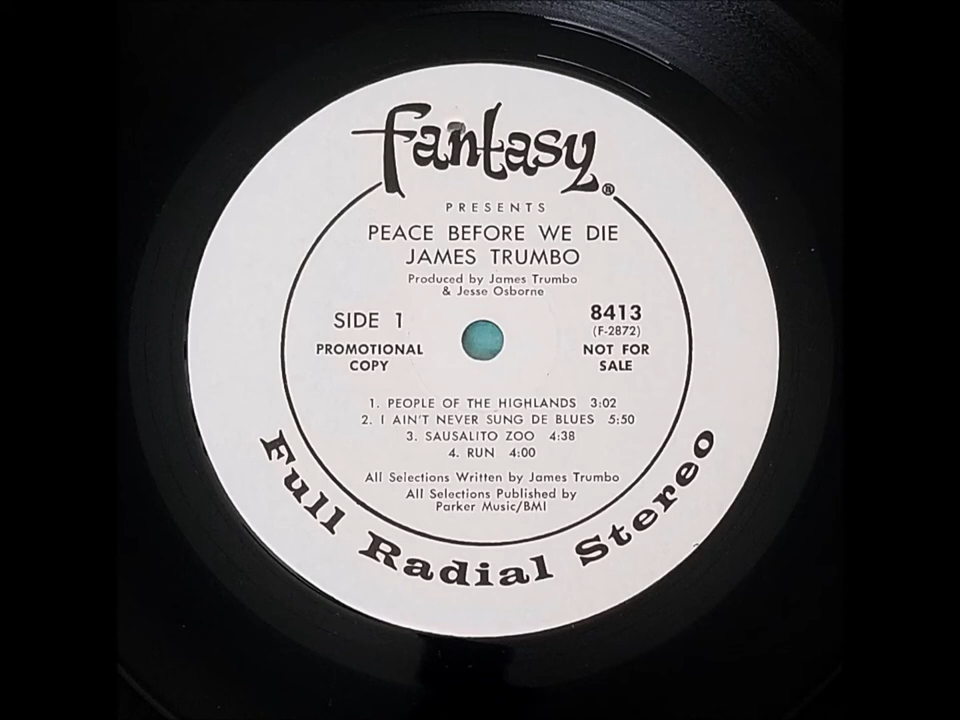 fantasy®
PRESENTS
PEACE BEFORE WE DIE
JAMES TRUMBO
Produced by James Trumbo
& Jesse Osborne
SIDE 1
8413
(F-2872)
PROMOTIONAL
COPY
NOT FOR
SALE
1. PEOPLE OF THE HIGHLANDS 3:02
2. I AIN'T NEVER SUNG DE BLUES 5:50
3. SAUSALITO ZOO 4:38
4. RUN 4:00
All Selections Written by James Trumbo
All Selections Published by
Parker Music/BMI
Full Radial Stereo